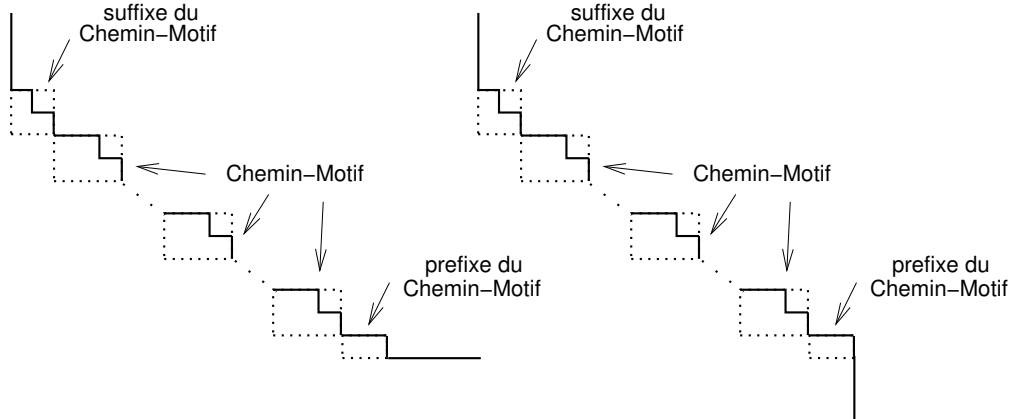 suffixe du
Chemin−Motif
Chemin−Motif
prefixe du
Chemin−Motif
suffixe du
Chemin−Motif
Chemin−Motif
prefixe du
Chemin−Motif